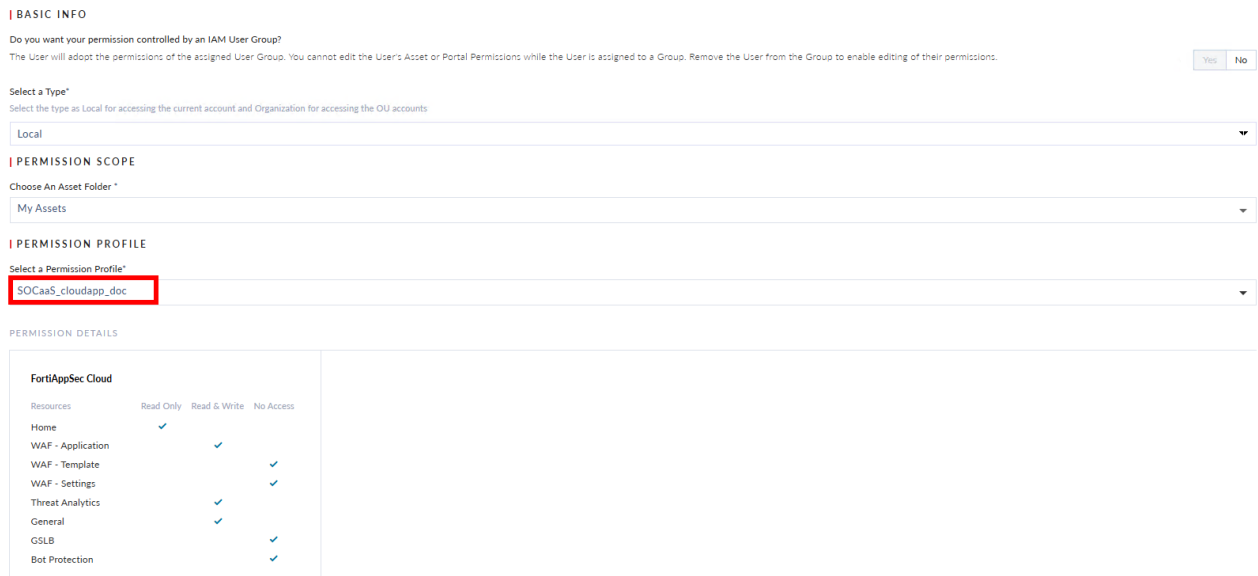 BASIC INFO
Do you want your permission controlled by an IAM User Group?
The User will adopt the permissions of the assigned User Group. You cannot edit the User's Asset or Portal Permissions while the User is assigned to a Group. Remove the User from the Group to enable editing of their permissions.
Yes No
Select a Type*
Select the type as Local for accessing the current account and Organization for accessing the OU accounts
Local
PERMISSION SCOPE
Choose An Asset Folder *
My Assets
PERMISSION PROFILE
Select a Permission Profile*
SOCaaS_cloudapp_doc
PERMISSION DETAILS
FortiAppSec Cloud
Resources Read Only Read & Write No Access
Home
WAF - Application
WAF - Template
WAF - Settings
Threat Analytics
General
GSLB
Bot Protection